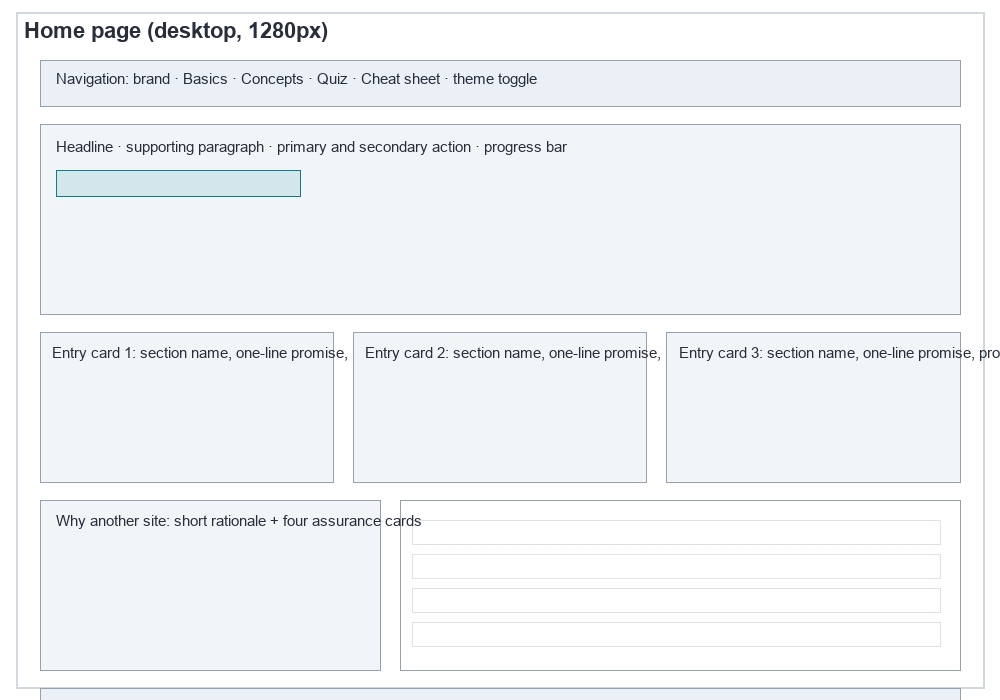 Home page (desktop, 1280px)
Navigation: brand · Basics · Concepts · Quiz · Cheat sheet · theme toggle
Headline · supporting paragraph · primary and secondary action · progress bar
Entry card 1: section name, one-line promise,
Entry card 2: section name, one-line promise,
Entry card 3: section name, one-line promise, pro
Why another site: short rationale + four assurance cards